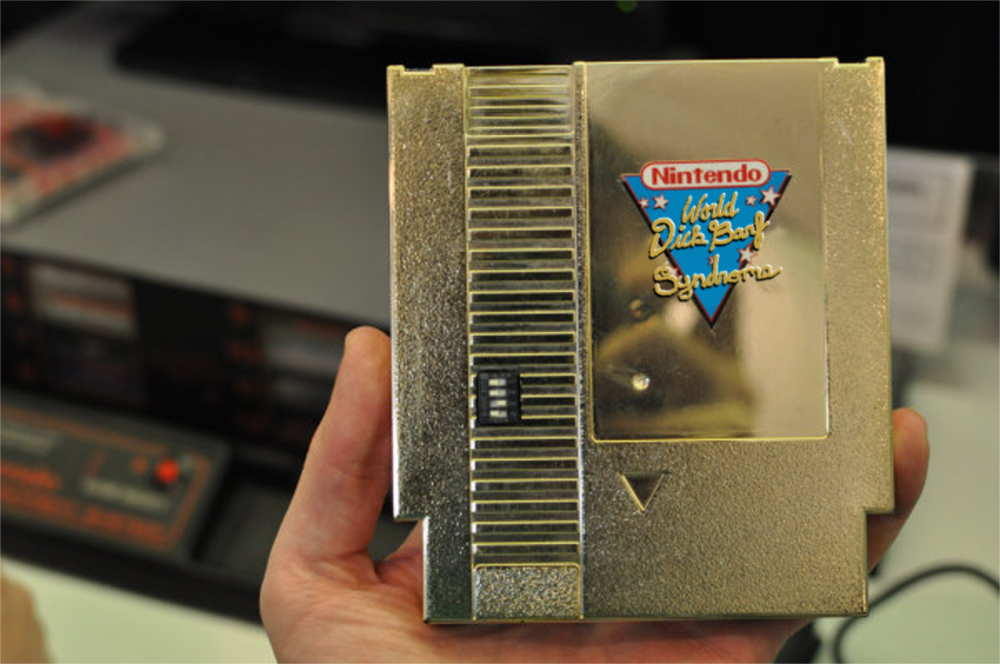 Nintendo
World
Dick Barf
Syndrome